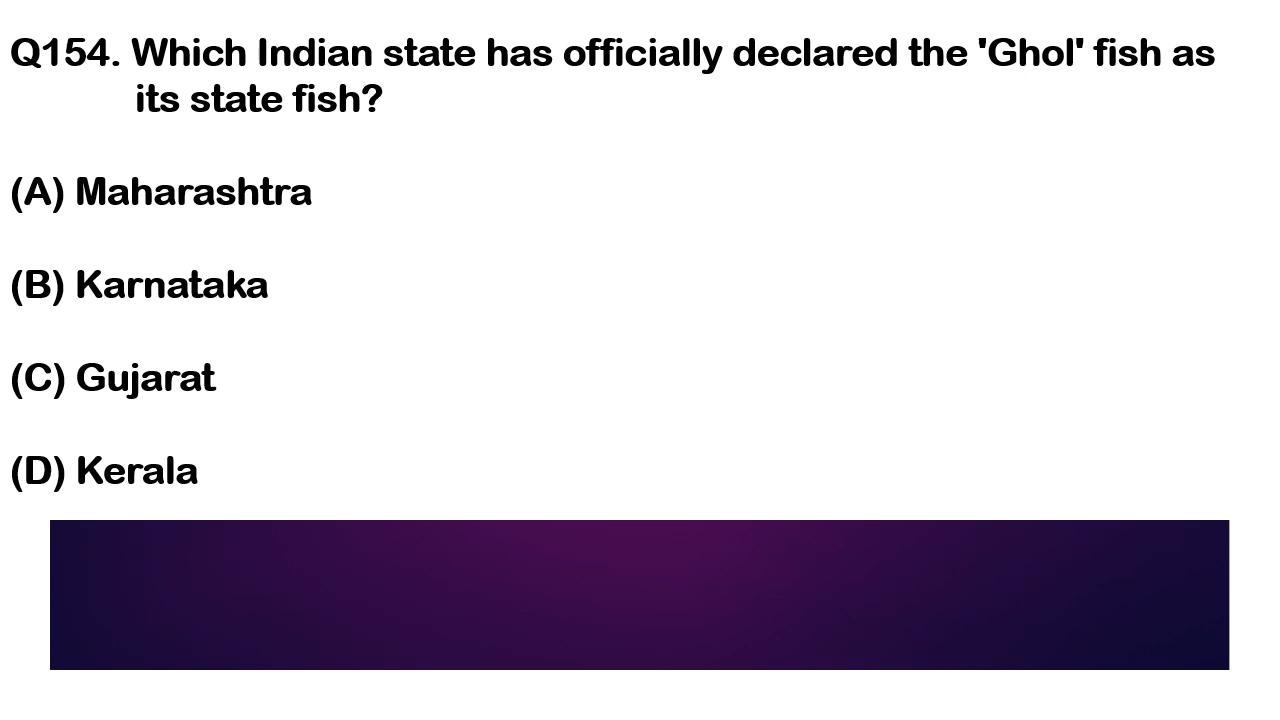 Q154. Which Indian state has officially declared the 'Ghol' fish as
its state fish?
(A) Maharashtra
(B) Karnataka
(C) Gujarat
(D) Kerala